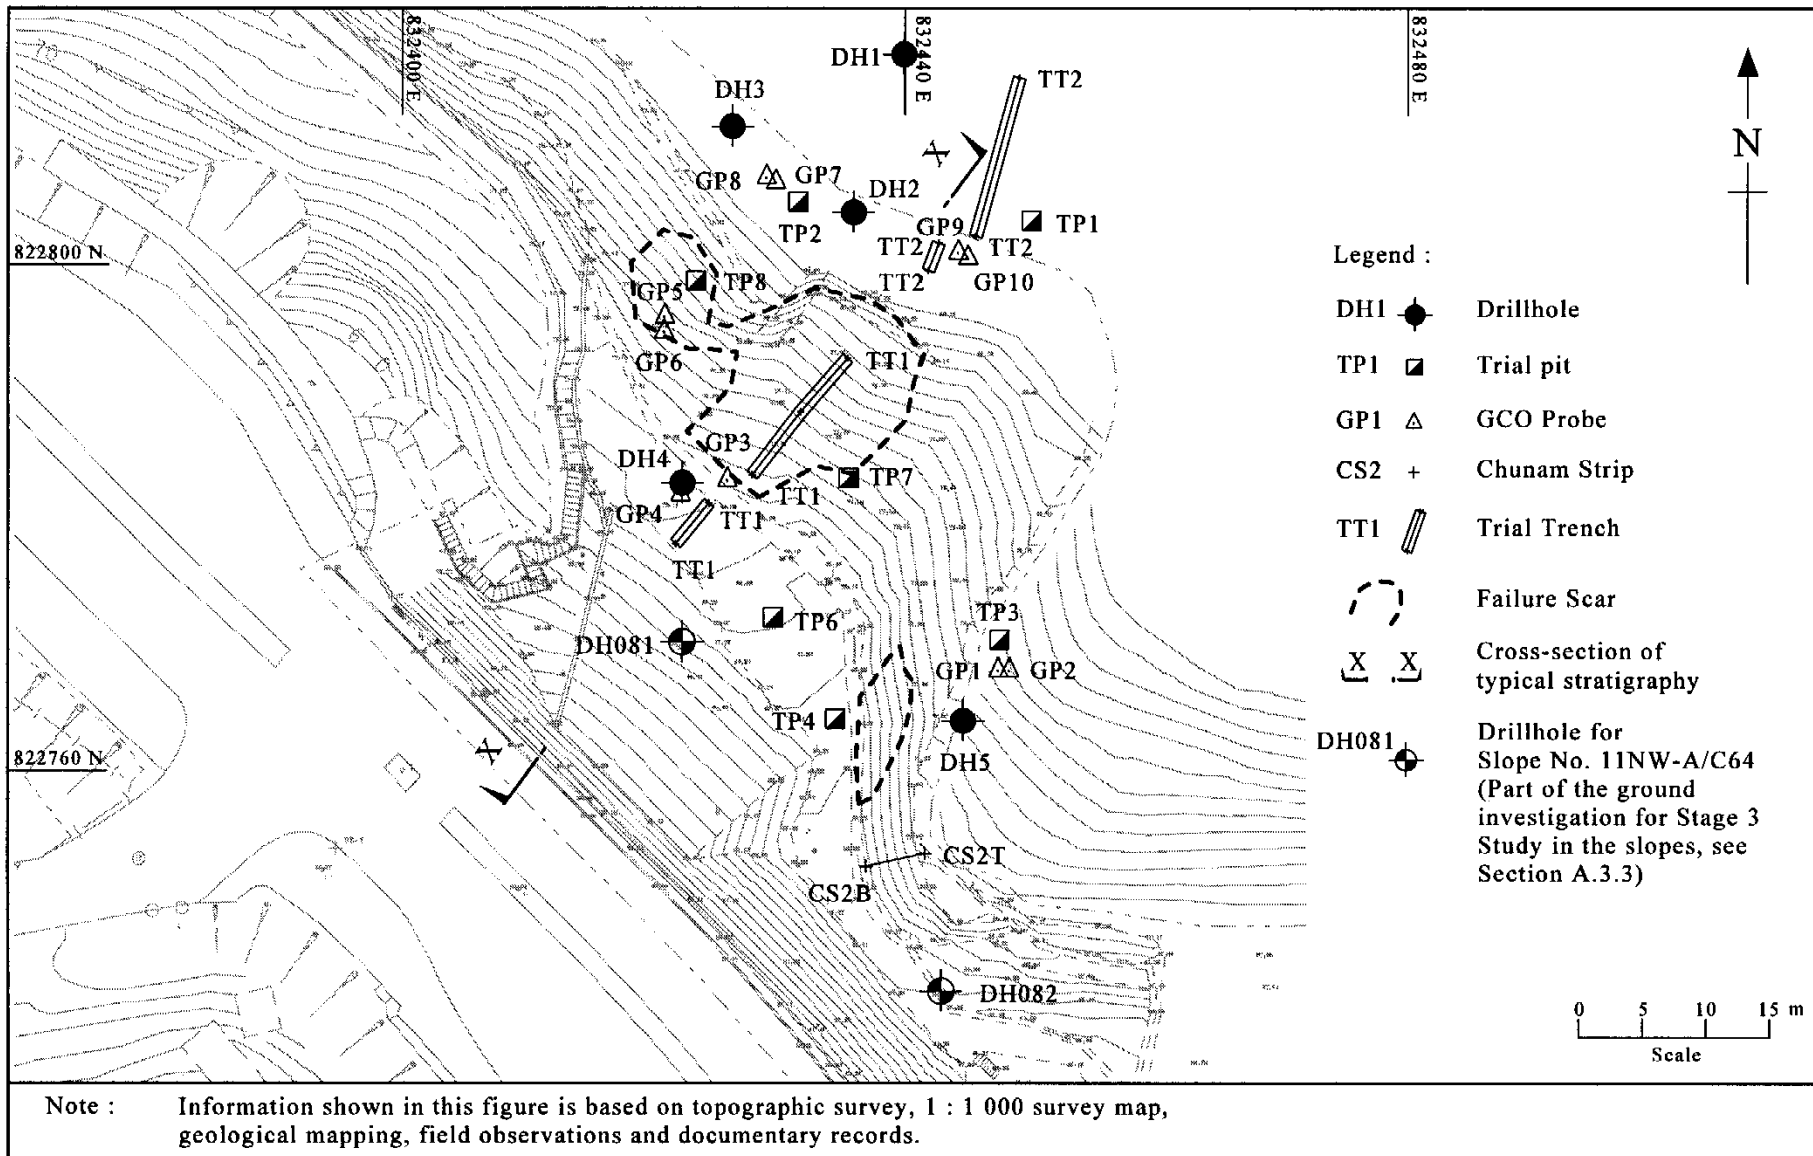 832400 E
832440 E
832480 E
DH1
TT2
DH3
X
N
GP8
GP7
DH2
TP2
GP9
TP1
TT2
TT2
822800 N
TT2
GP10
TP8
GP5
GP6
TT1
GP3
DH4
TP7
TT1
GP4
TT1
TT1
TP6
TP3
DH081
GP1
GP2
TP4
X
822760 N
DH5
CS2T
CS2B
DH082
Legend :
DH1 Drillhole
TP1 Trial pit
GP1 GCO Probe
CS2 Chunam Strip
TT1 Trial Trench
Failure Scar
X X Cross-section of
typical stratigraphy
DH081 Drillhole for
Slope No. 11NW-A/C64
(Part of the ground
investigation for Stage 3
Study in the slopes, see
Section A.3.3)
0 5 10 15 m
Scale
Note : Information shown in this figure is based on topographic survey, 1 : 1 000 survey map,
geological mapping, field observations and documentary records.